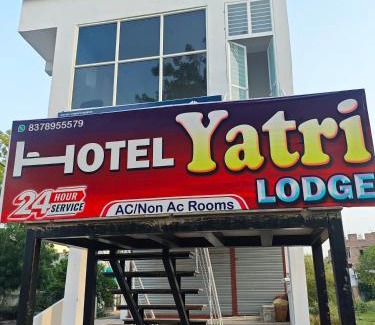 8378955579
HOTEL Yatri
LODGE
24 HOUR
SERVICE
AC/Non Ac Rooms